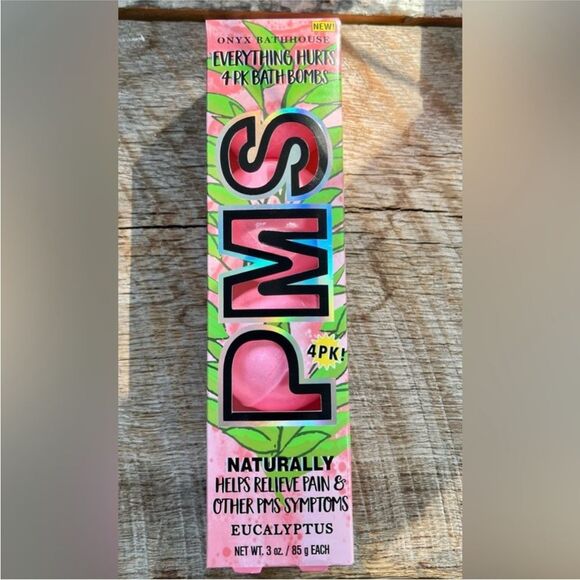 NEW!
ONYX BATHHOUSE
EVERYTHING HURTS
4 PK BATH BOMBS
PMS
4PK!
NATURALLY
HELPS RELIEVE PAIN &
OTHER PMS SYMPTOMS
EUCALYPTUS
NET WT. 3 oz. / 85 g EACH